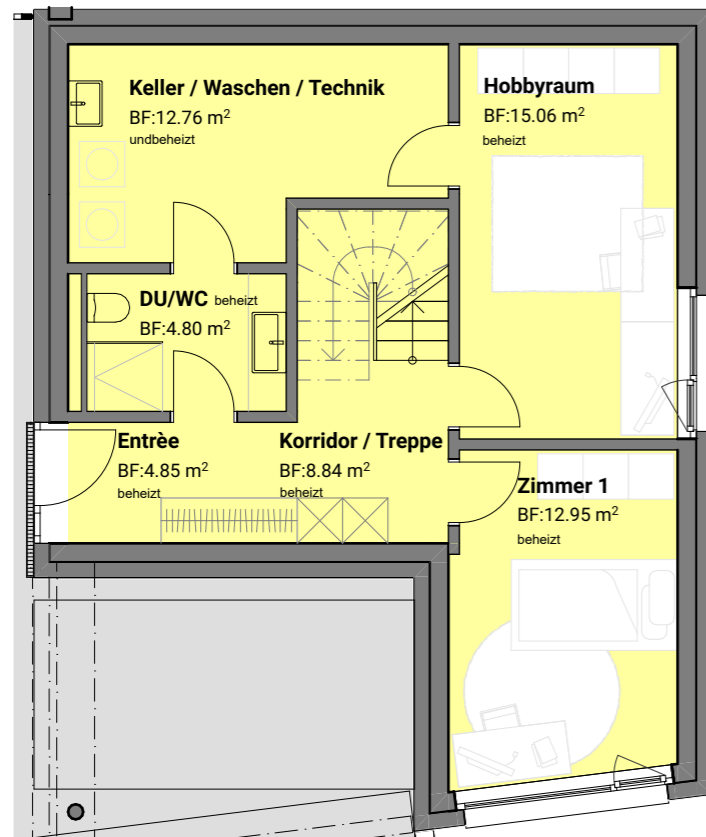 Keller / Waschen / Technik
BF:12.76 m²
undbeheizt
Hobbyraum
BF:15.06 m²
beheizt
DU/WC beheizt
BF:4.80 m²
Entrèe
BF:4.85 m²
beheizt
Korridor / Treppe
BF:8.84 m²
beheizt
Zimmer 1
BF:12.95 m²
beheizt